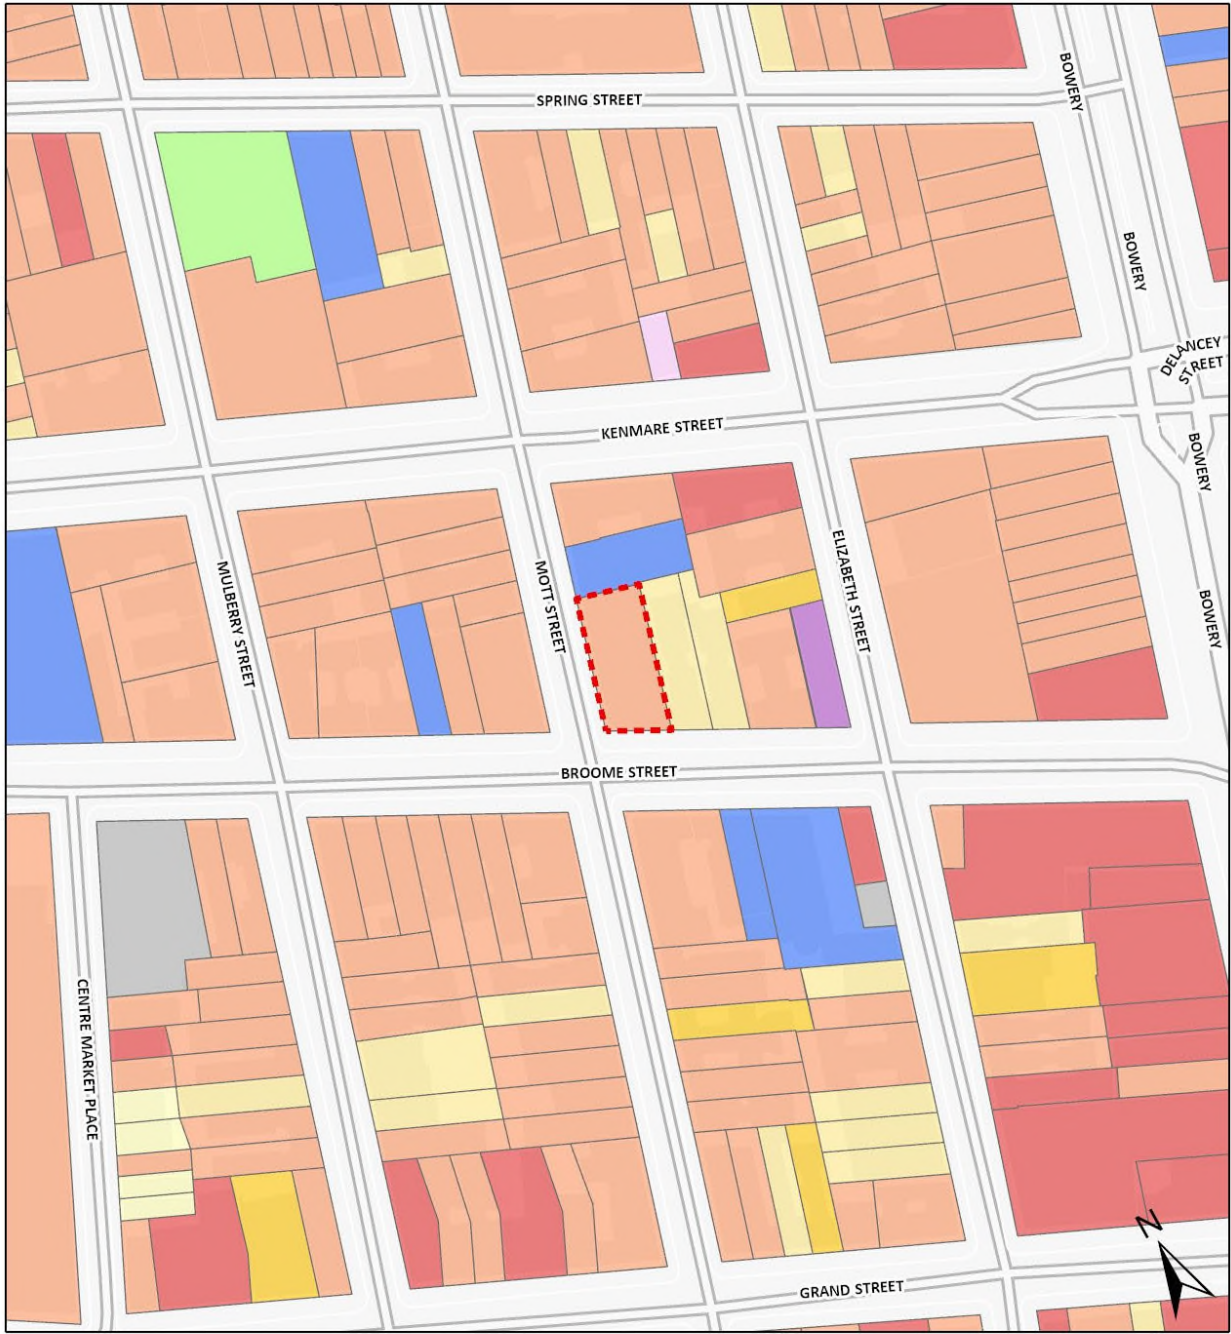 BOWERY
SPRING STREET
BOWERY
DELANCEY
STREET
KENMARE STREET
BOWERY
MULBERRY STREET
MOTT STREET
ELIZABETH STREET
BOWERY
BROOME STREET
CENTRE MARKET PLACE
N
GRAND STREET